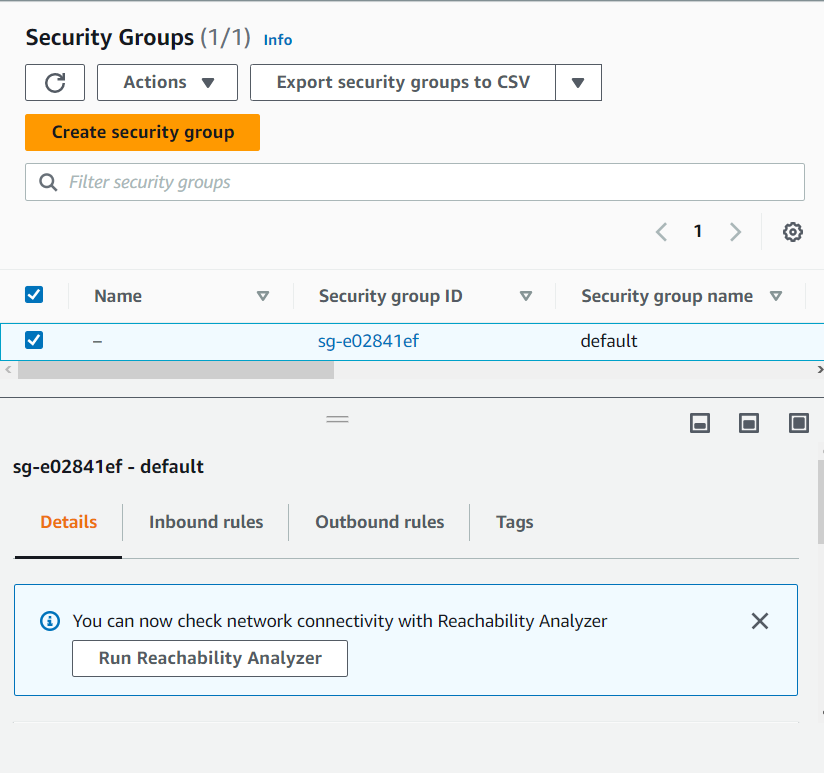 Security Groups (1/1) Info
Actions Export security groups to CSV
Create security group
Filter security groups
1
Name Security group ID Security group name
– sg-e02841ef default
sg-e02841ef - default
Details Inbound rules Outbound rules Tags
You can now check network connectivity with Reachability Analyzer
Run Reachability Analyzer